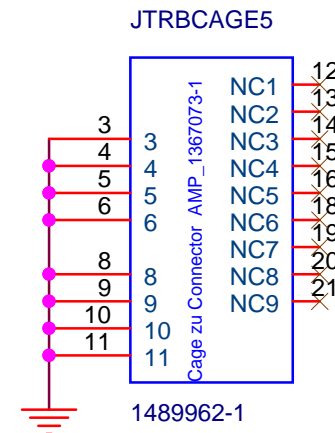 JTRBCAGE5
3 3
4 4
5 5
6 6
8 8
9 9
10 10
11 11
Cage zu Connector AMP_1367073-1
NC1 12
NC2 13
NC3 14
NC4 15
NC5 16
NC6 18
NC7 19
NC8 20
NC9 21
1489962-1